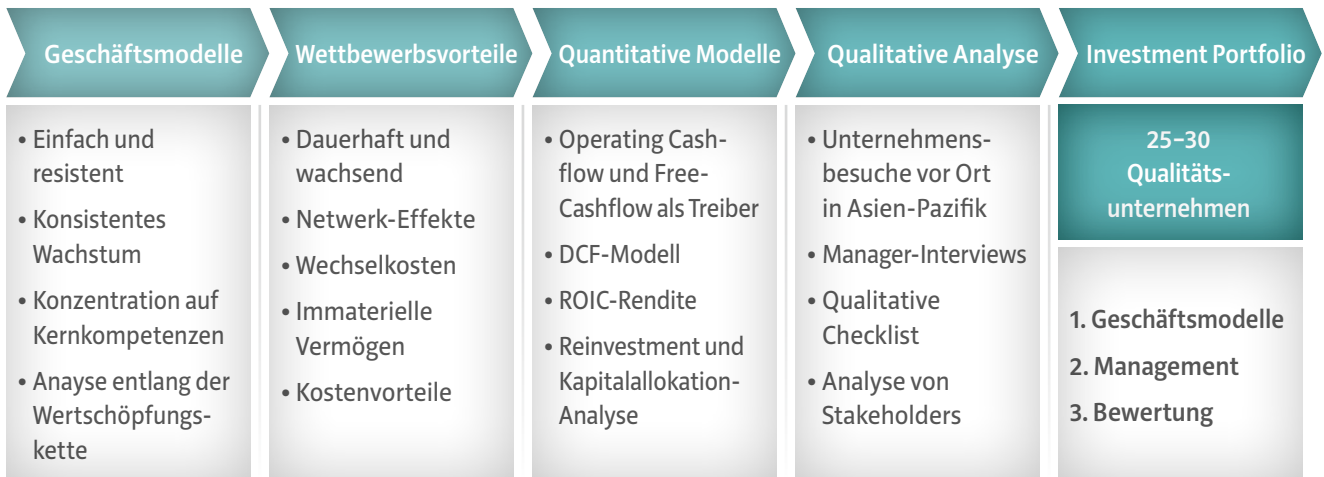 Geschäftsmodelle
• Einfach und
resistent
• Konsistentes
Wachstum
• Konzentration auf
Kernkompetenzen
• Anayse entlang der
Wertschöpfungs-
kette
Wettbewerbsvorteile
• Dauerhaft und
wachsend
• Netwerk-Effekte
• Wechselkosten
• Immaterielle
Vermögen
• Kostenvorteile
Quantitative Modelle
• Operating Cash-
flow und Free-
Cashflow als Treiber
• DCF-Modell
• ROIC-Rendite
• Reinvestment und
Kapitalallokation-
Analyse
Qualitative Analyse
• Unternehmens-
besuche vor Ort
in Asien-Pazifik
• Manager-Interviews
• Qualitative
Checklist
• Analyse von
Stakeholders
Investment Portfolio
25–30
Qualitäts-
unternehmen
1. Geschäftsmodelle
2. Management
3. Bewertung